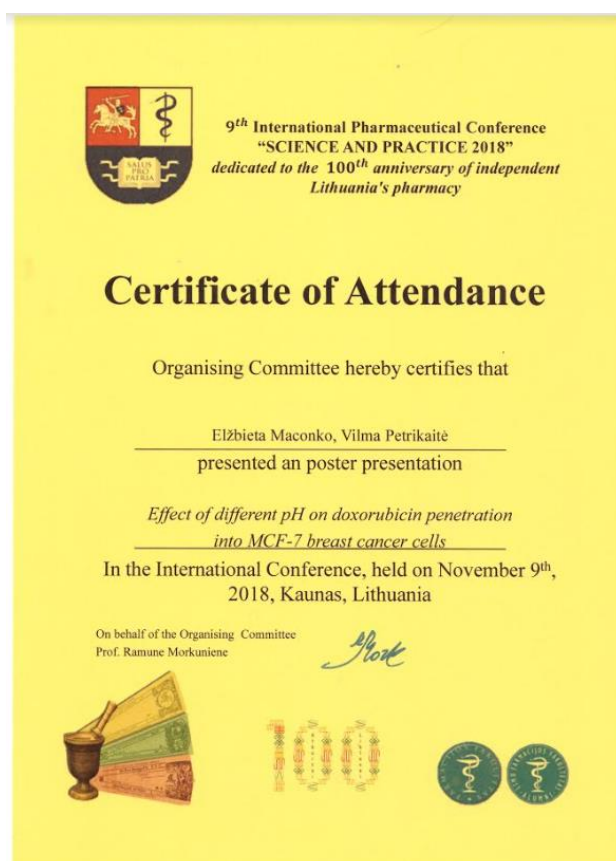 SALUS
PRO
PATRIA
9th International Pharmaceutical Conference
“SCIENCE AND PRACTICE 2018”
dedicated to the 100th anniversary of independent
Lithuania's pharmacy
Certificate of Attendance
Organising Committee hereby certifies that
Elžbieta Maconko, Vilma Petrikaitė
presented an poster presentation
Effect of different pH on doxorubicin penetration
into MCF-7 breast cancer cells
In the International Conference, held on November 9th,
2018, Kaunas, Lithuania
On behalf of the Organising Committee
Prof. Ramune Morkuniene
100